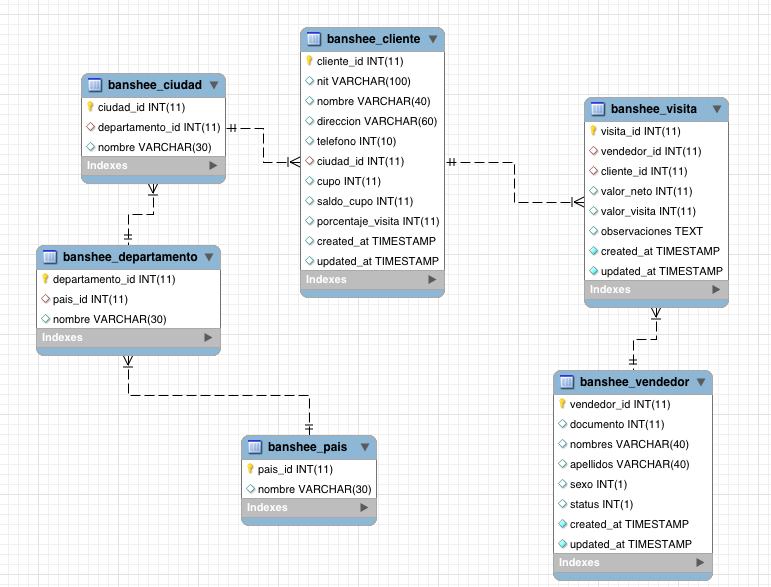 banshee_cliente
cliente_id INT(11)
nit VARCHAR(100)
nombre VARCHAR(40)
direccion VARCHAR(60)
telefono INT(10)
ciudad_id INT(11)
cupo INT(11)
saldo_cupo INT(11)
porcentaje_visita INT(11)
created_at TIMESTAMP
updated_at TIMESTAMP
Indexes
banshee_ciudad
ciudad_id INT(11)
departamento_id INT(11)
nombre VARCHAR(30)
Indexes
banshee_visita
visita_id INT(11)
vendedor_id INT(11)
cliente_id INT(11)
valor_neto INT(11)
valor_visita INT(11)
observaciones TEXT
created_at TIMESTAMP
updated_at TIMESTAMP
Indexes
banshee_departamento
departamento_id INT(11)
pais_id INT(11)
nombre VARCHAR(30)
Indexes
banshee_vendedor
vendedor_id INT(11)
documento INT(11)
nombres VARCHAR(40)
apellidos VARCHAR(40)
sexo INT(1)
status INT(1)
created_at TIMESTAMP
updated_at TIMESTAMP
Indexes
banshee_pais
pais_id INT(11)
nombre VARCHAR(30)
Indexes